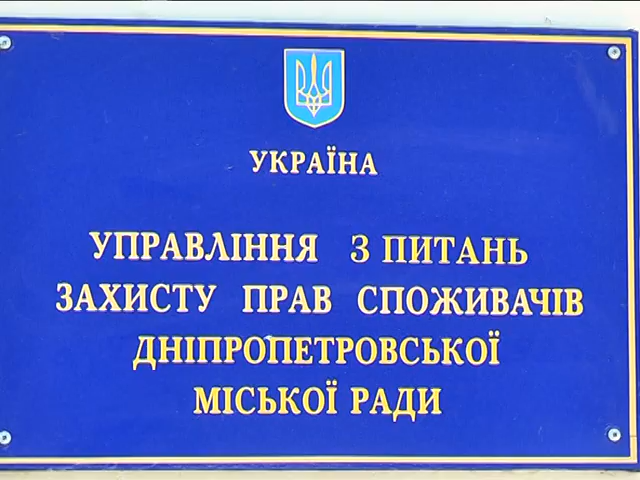 УКРАЇНА
УПРАВЛІННЯ З ПИТАНЬ
ЗАХИСТУ ПРАВ СПОЖИВАЧІВ
ДНІПРОПЕТРОВСЬКОЇ
МІСЬКОЇ РАДИ